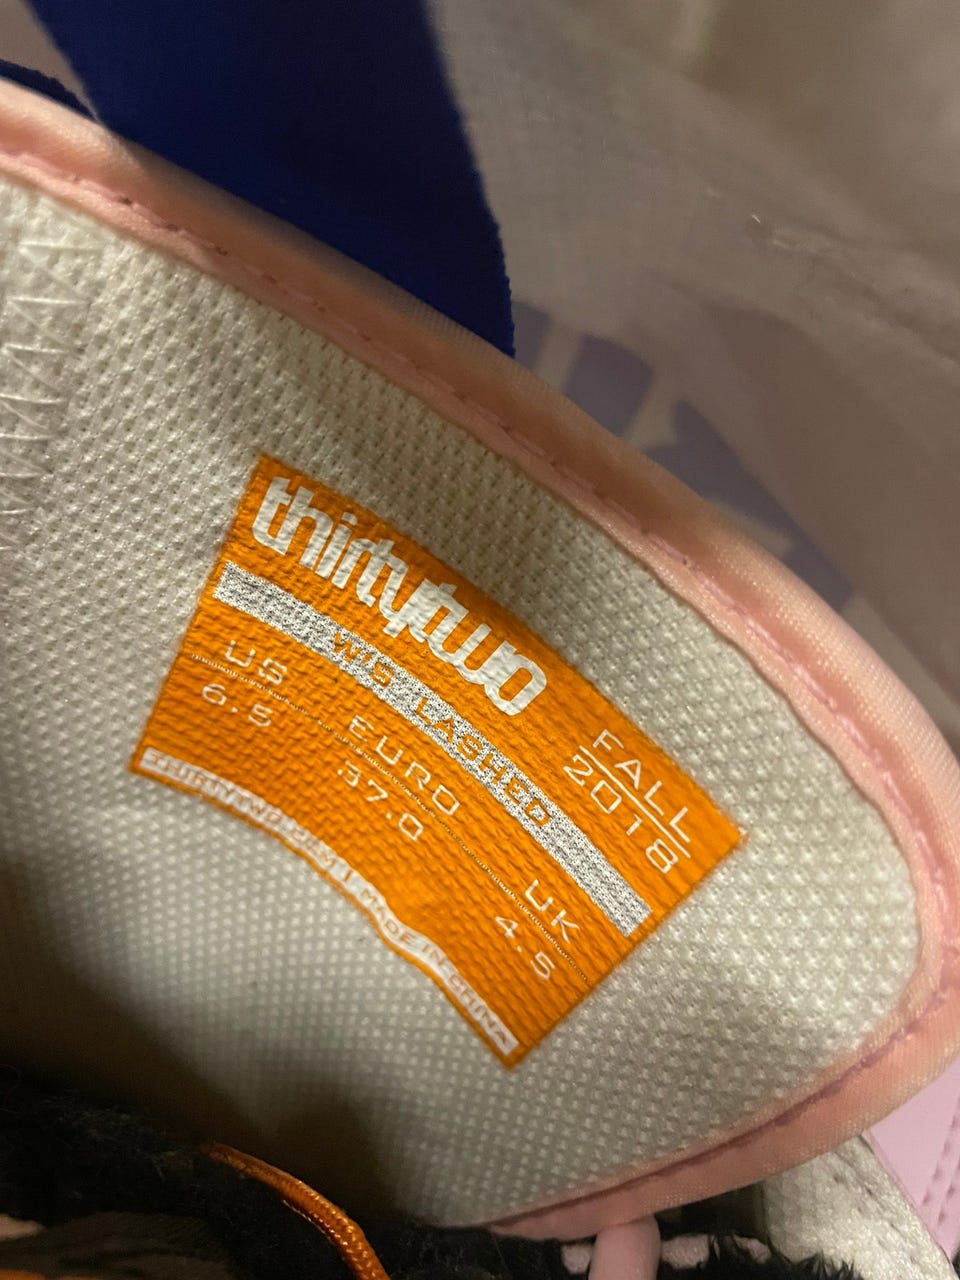 thirtytwo
FALL
2018
W'S LASHED
US EURO UK
6.5 37.0 4.5
MADE IN CHINA